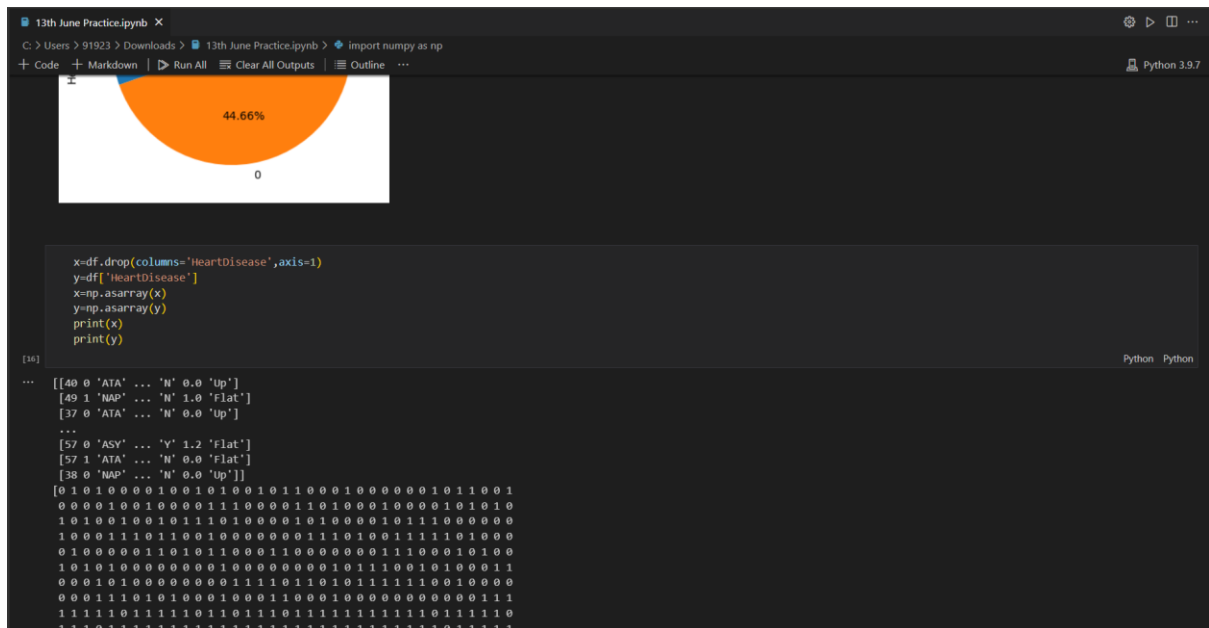 13th June Practice.ipynb
C: > Users > 91923 > Downloads > 13th June Practice.ipynb > import numpy as np
+ Code + Markdown | Run All Clear All Outputs | Outline ...
Python 3.9.7
44.66%
0
x=df.drop(columns='HeartDisease',axis=1)
y=df['HeartDisease']
x=np.asarray(x)
y=np.asarray(y)
print(x)
print(y)
[16]
Python Python
... [[40 0 'ATA' ... 'N' 0.0 'Up']
[49 1 'NAP' ... 'N' 1.0 'Flat']
[37 0 'ATA' ... 'N' 0.0 'Up']
...
[57 0 'ASY' ... 'Y' 1.2 'Flat']
[57 1 'ATA' ... 'N' 0.0 'Flat']
[38 0 'NAP' ... 'N' 0.0 'Up']]
[0 1 0 1 0 0 0 0 1 0 0 1 0 1 0 0 1 0 1 1 0 0 0 1 0 0 0 0 0 0 1 0 1 1 0 0 1
0 0 0 0 1 0 0 1 0 0 0 0 1 1 1 0 0 0 0 1 1 0 1 0 0 0 1 0 0 0 0 1 0 1 0 1 0
1 0 1 0 0 1 0 0 1 0 1 1 1 0 1 0 0 0 0 1 0 1 0 0 0 0 1 0 1 1 1 0 0 0 0 0 0
1 0 0 0 1 1 1 0 1 1 0 0 1 0 0 0 0 0 0 0 1 1 1 0 1 0 0 1 1 1 1 1 0 1 0 0 0
0 1 0 0 0 0 0 1 1 0 1 0 1 1 0 0 0 1 1 0 0 0 0 0 0 0 1 1 1 0 0 0 1 0 1 0 0
1 0 1 0 1 0 0 0 0 0 0 0 0 1 0 0 0 0 0 0 0 1 0 1 1 1 0 0 1 0 1 0 0 0 1 1
0 0 0 1 0 1 0 0 0 0 0 0 0 0 1 1 1 1 0 1 1 0 1 0 1 1 1 1 1 1 0 0 1 0 0 0 0
0 0 0 1 1 1 0 1 0 1 0 0 0 1 0 0 0 1 1 0 0 0 1 0 0 0 0 0 0 0 0 0 0 0 1 1 1
1 1 1 1 1 0 1 1 1 1 1 0 1 1 0 1 1 1 0 1 1 1 1 1 1 1 1 1 1 1 0 1 1 1 1 1 0